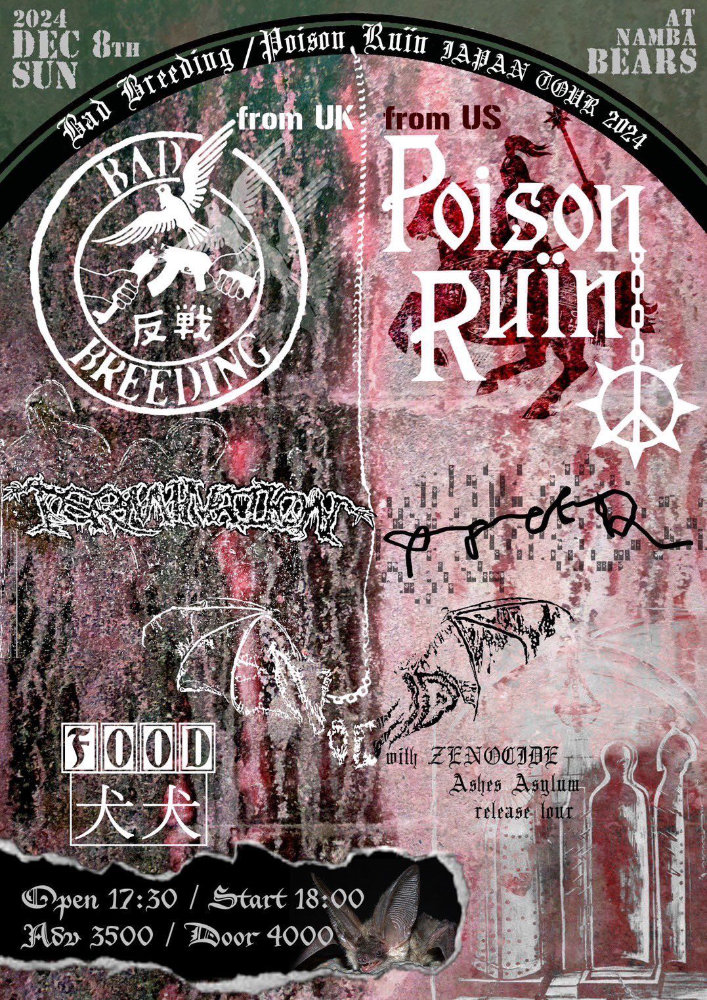 2024
DEC 8TH
SUN
AT
NAMBA
BEARS
Bad Breeding / Poison Ruïn JAPAN TOUR 2024
from UK
from US
BAD
反戦
BREEDING
Poison
Ruïn
TERMINATION
with ZENOCIDE
Ashes Asylum
release tour
FOOD
犬犬
Open 17:30 / Start 18:00
Adv 3500 / Door 4000